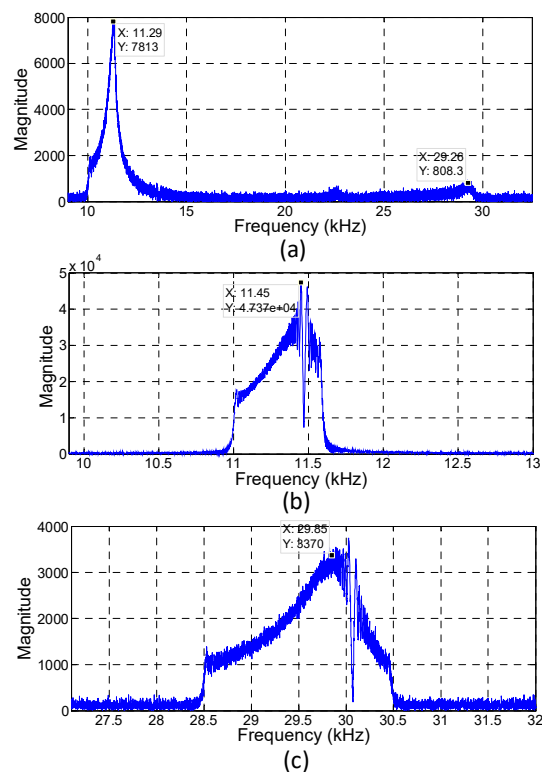 8000
6000
4000
2000
0
Magnitude
X: 11.29
Y: 7813
X: 29.26
Y: 808.3
10 15 20 25 30
Frequency (kHz)
(a)
5 x 10^4
4
3
2
1
0
Magnitude
X: 11.45
Y: 4.737e+04
10 10.5 11 11.5 12 12.5 13
Frequency (kHz)
(b)
4000
3000
2000
1000
0
Magnitude
X: 29.85
Y: 3370
27.5 28 28.5 29 29.5 30 30.5 31 31.5 32
Frequency (kHz)
(c)